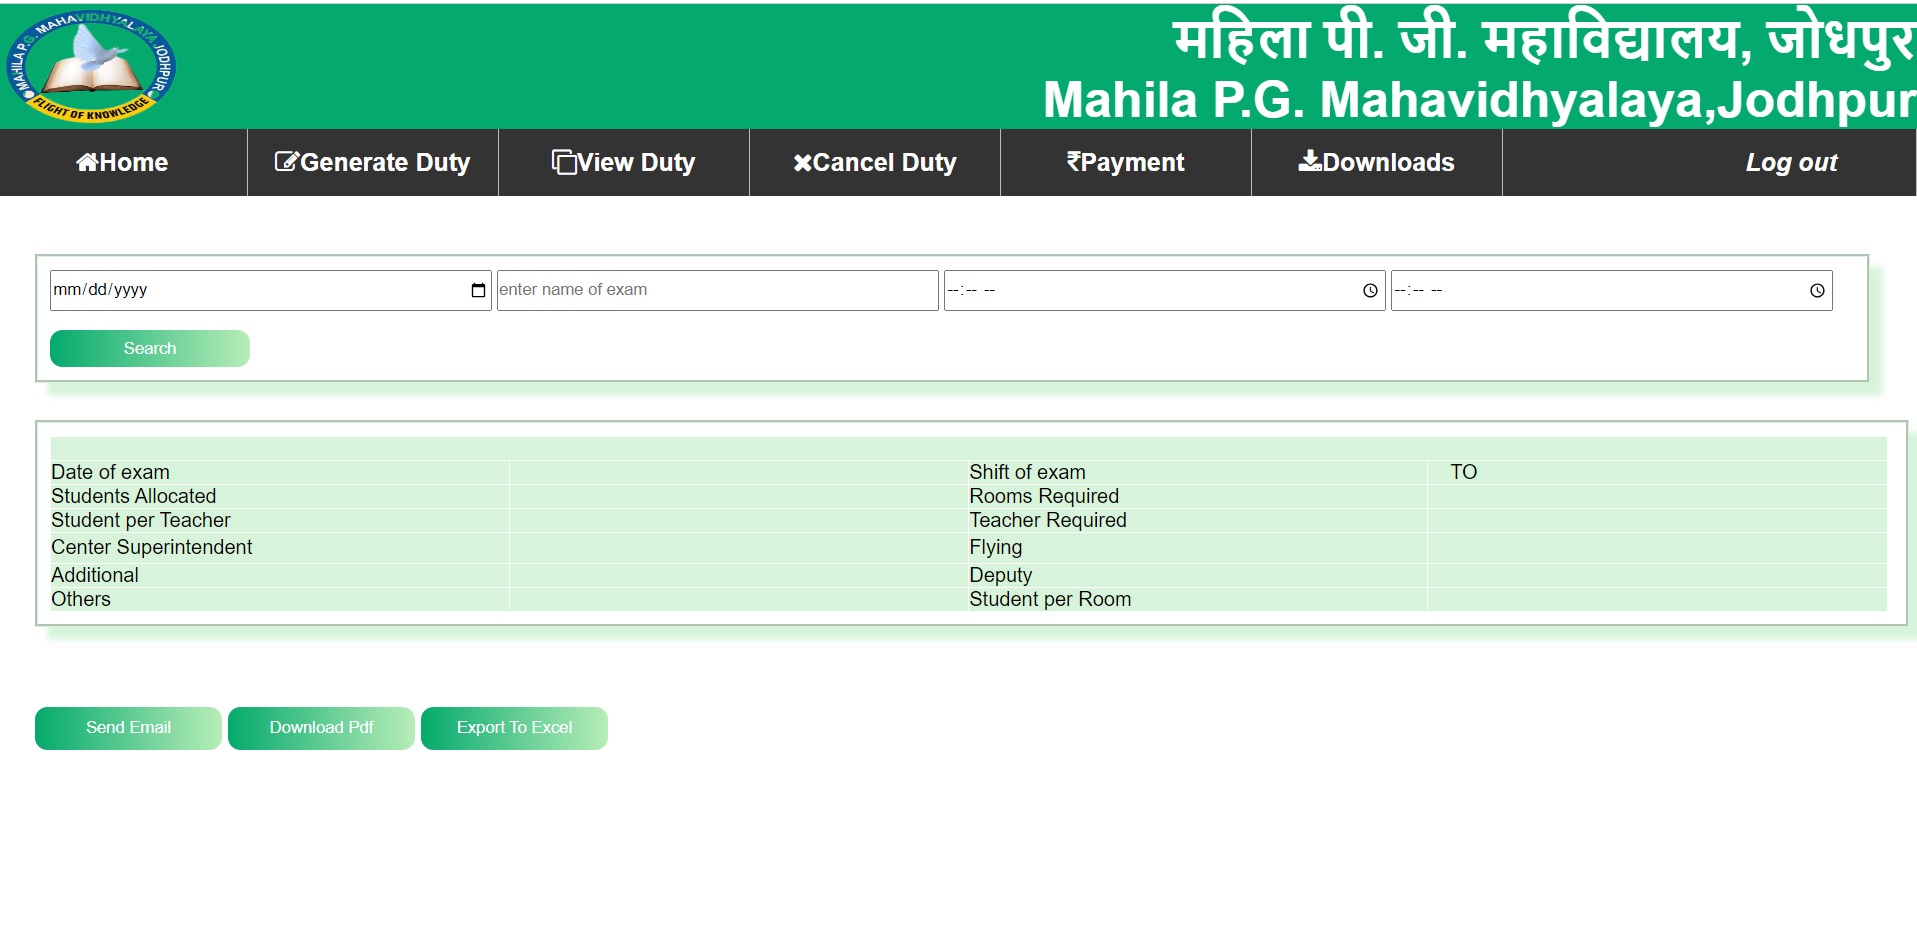 MAHILA P.G. MAHAVIDHYALAYA JODHPUR
FLIGHT OF KNOWLEDGE
महिला पी. जी. महाविद्यालय, जोधपुर
Mahila P.G. Mahavidhyalaya,Jodhpur
Home Generate Duty View Duty Cancel Duty ₹Payment Downloads Log out
mm/dd/yyyy enter name of exam --:-- -- --:-- --
Search
Date of exam Shift of exam TO
Students Allocated Rooms Required
Student per Teacher Teacher Required
Center Superintendent Flying
Additional Deputy
Others Student per Room
Send Email Download Pdf Export To Excel